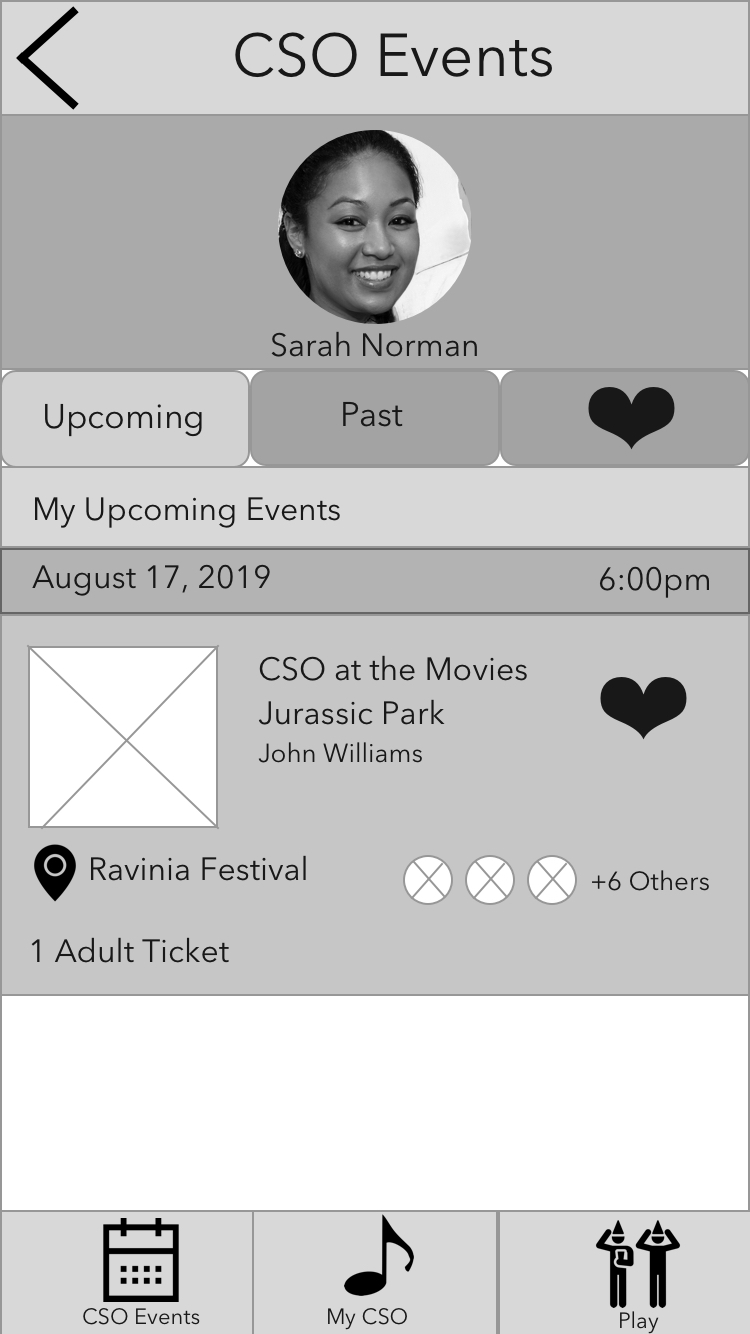 CSO Events
Sarah Norman
Upcoming
Past
My Upcoming Events
August 17, 2019
6:00pm
CSO at the Movies
Jurassic Park
John Williams
Ravinia Festival
+6 Others
1 Adult Ticket
CSO Events
My CSO
Play